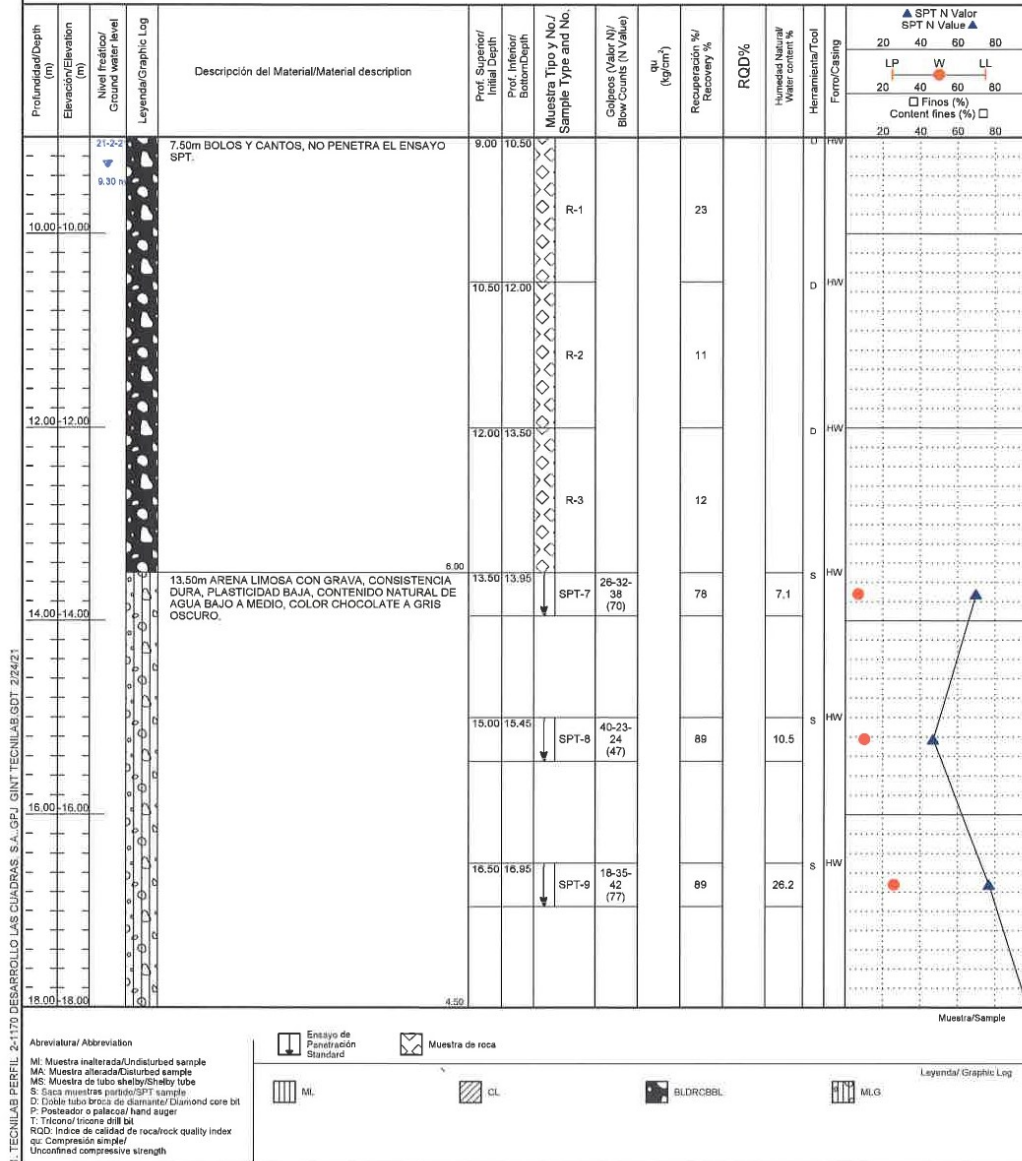 Profundidad/Depth (m)
Elevación/Elevation (m)
Nivel freático/ Ground water level
Leyenda/Graphic Log
Descripción del Material/Material description
Prof. Superior/ Initial Depth
Prof. Inferior/ BottomDepth
Muestra Tipo y No./ Sample Type and No.
Golpeos (Valor N)/ Blow Counts (N Value)
qu (kg/cm²)
Recuperación %/ Recovery %
RQD%
Humedad Natural/ Water content %
Herramienta/Tool
Forro/Casing
▲ SPT N Valor
SPT N Value ▲
20 40 60 80
LP W LL
20 40 60 80
□ Finos (%)
Content fines (%) □
20 40 60 80
21-2-2
9.30 m
7.50m BOLOS Y CANTOS, NO PENETRA EL ENSAYO
SPT.
9.00 10.50
R-1
23
D HW
10.00 -10.00
10.50 12.00
R-2
11
D HW
12.00 -12.00
12.00 13.50
R-3
12
D HW
6.00
13.50m ARENA LIMOSA CON GRAVA, CONSISTENCIA
DURA, PLASTICIDAD BAJA, CONTENIDO NATURAL DE
AGUA BAJO A MEDIO, COLOR CHOCOLATE A GRIS
OSCURO.
13.50 13.95
SPT-7
26-32-
38
(70)
78
7.1
S HW
14.00 -14.00
15.00 15.45
SPT-8
40-23-
24
(47)
89
10.5
S HW
16.00 -16.00
16.50 16.95
SPT-9
18-35-
42
(77)
89
26.2
S HW
18.00 -18.00
4.50
TECNILAB PERFIL 2-1170 DESARROLLO LAS CUADRAS S.A..GPJ GINT TECNILAB.GDT 2/24/21
Muestra/Sample
Abreviatura/ Abbreviation
MI: Muestra inalterada/Undisturbed sample
MA: Muestra alterada/Disturbed sample
MS: Muestra de tubo shelby/Shelby tube
S: Saca muestras partido/SPT sample
D: Doble tubo broca de diamante/ Diamond core bit
P: Posteador o palacoa/ hand auger
T: Tricono/ tricone drill bit
RQD: Indice de calidad de roca/rock quality index
qu: Compresión simple/
Unconfined compressive strength
Ensayo de
Penetración
Standard
Muestra de roca
Leyenda/ Graphic Log
ML
CL
BLDRCBBL
MLG